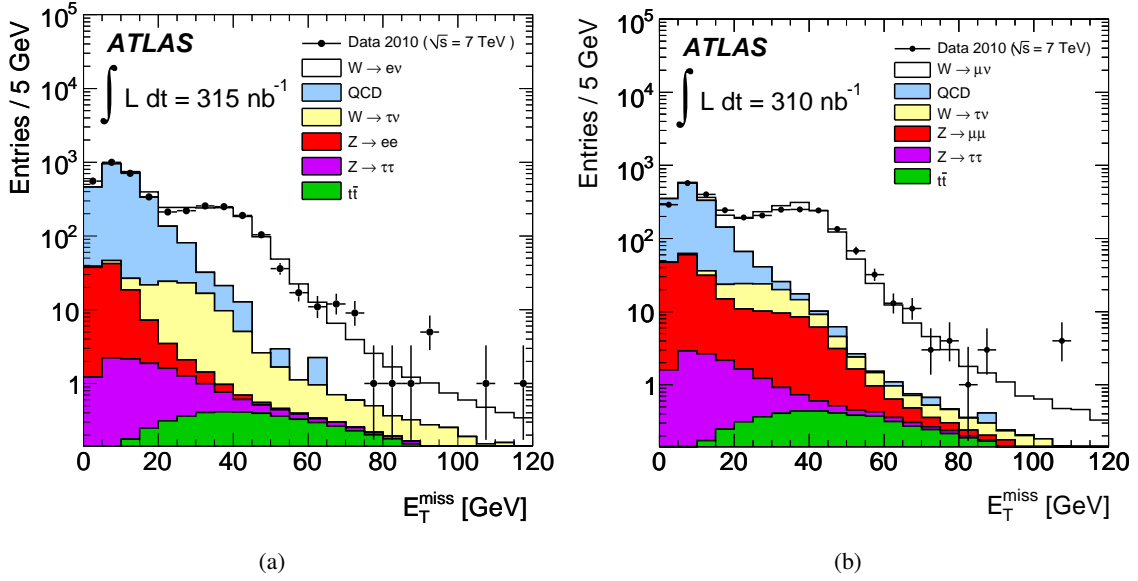 Entries / 5 GeV
10⁵
10⁴
10³
10²
10
1
ATLAS
∫ L dt = 315 nb⁻¹
Data 2010 (√s = 7 TeV )
W → eν
QCD
W → τν
Z → ee
Z → ττ
tt̄
0 20 40 60 80 100 120
E_T^miss [GeV]
(a)
Entries / 5 GeV
10⁵
10⁴
10³
10²
10
1
ATLAS
∫ L dt = 310 nb⁻¹
Data 2010 (√s = 7 TeV)
W → μν
QCD
W → τν
Z → μμ
Z → ττ
tt̄
0 20 40 60 80 100 120
E_T^miss [GeV]
(b)